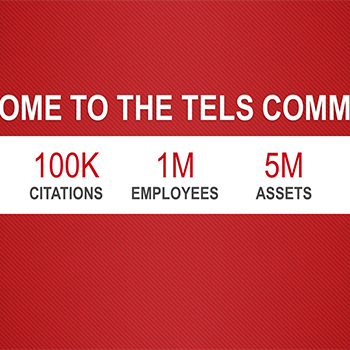 OME TO THE TELS COMM
100K 1M 5M
CITATIONS EMPLOYEES ASSETS